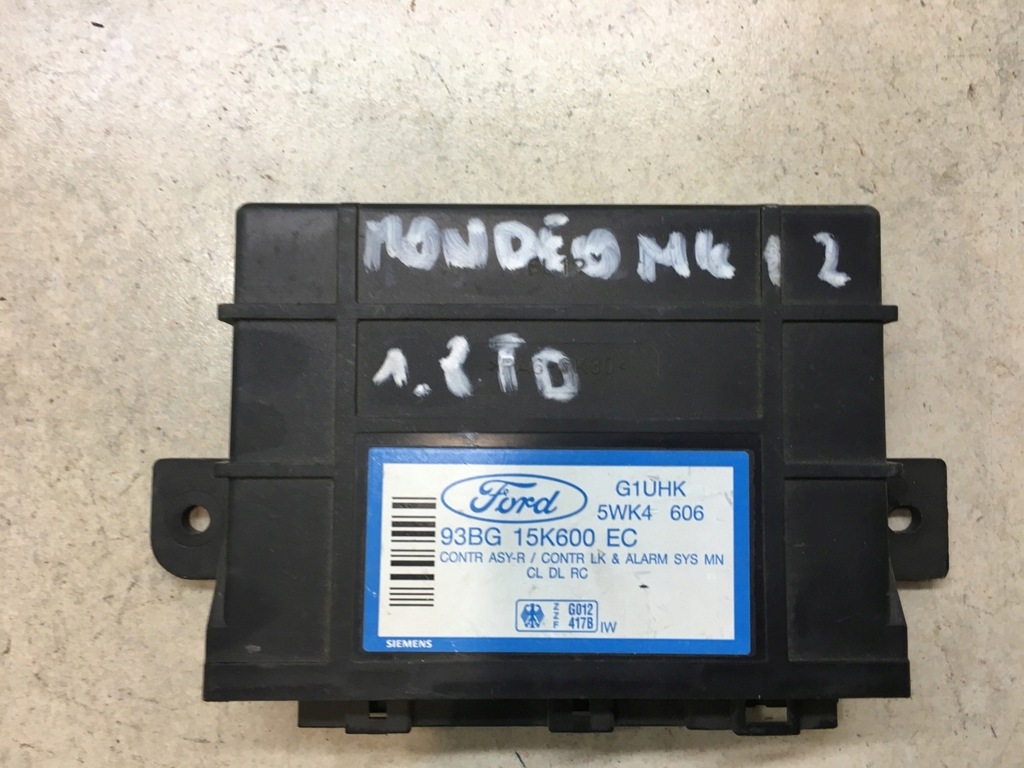 MONDEO MK 1 2
1.8 TD
Ford
G1UHK
5WK4 606
93BG 15K600 EC
CONTR ASY-R / CONTR LK & ALARM SYS MN
CL DL RC
Z Z F
G012
417B
IW
SIEMENS